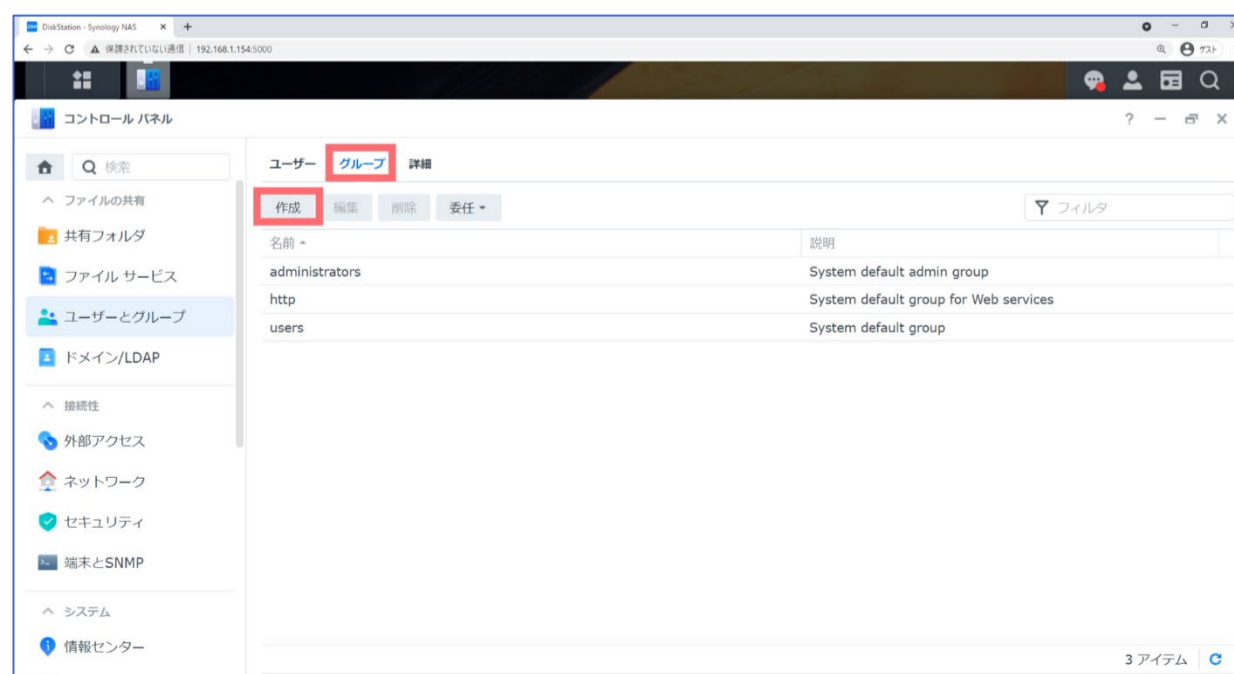 DiskStation - Synology NAS
保護されていない通信 | 192.168.1.154:5000
ゲスト
コントロール パネル
検索
ファイルの共有
共有フォルダ
ファイル サービス
ユーザーとグループ
ドメイン/LDAP
接続性
外部アクセス
ネットワーク
セキュリティ
端末とSNMP
システム
情報センター
ユーザー グループ 詳細
作成 編集 削除 委任 フィルタ
名前 説明
administrators System default admin group
http System default group for Web services
users System default group
3 アイテム